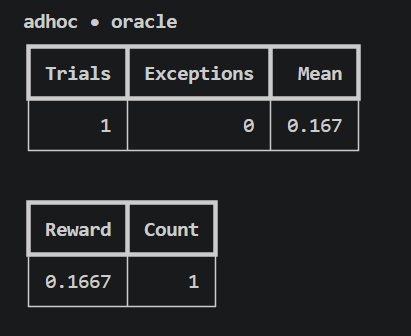 adhoc • oracle
Trials Exceptions Mean
1 0 0.167
Reward Count
0.1667 1